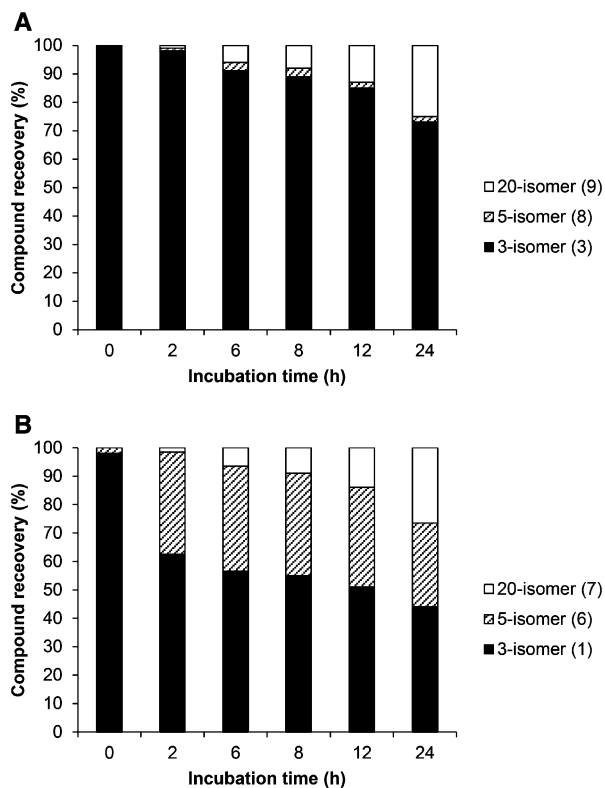 A
100
90
80
70
60
50
40
30
20
10
0
Compound receovery (%)
0 2 6 8 12 24
Incubation time (h)
20-isomer (9)
5-isomer (8)
3-isomer (3)
B
100
90
80
70
60
50
40
30
20
10
0
Compound receovery (%)
0 2 6 8 12 24
Incubation time (h)
20-isomer (7)
5-isomer (6)
3-isomer (1)